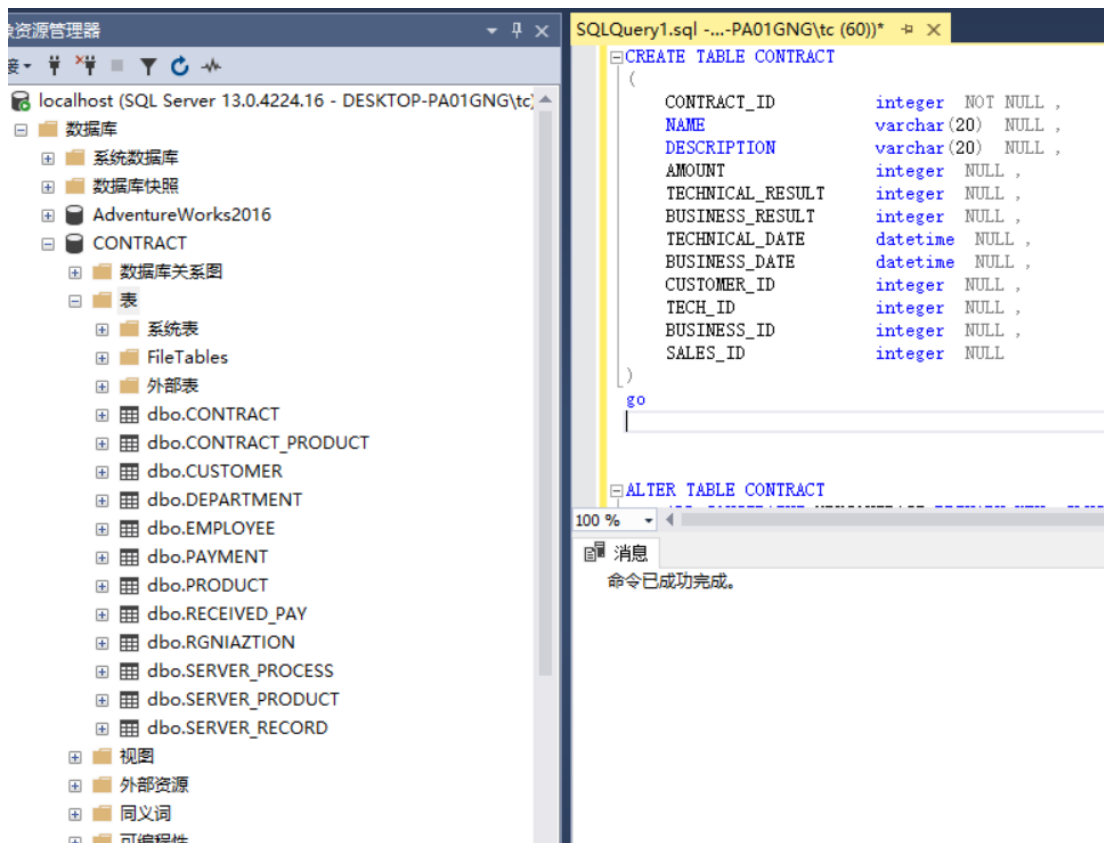 资源管理器
SQLQuery1.sql -...-PA01GNG\tc (60))*
localhost (SQL Server 13.0.4224.16 - DESKTOP-PA01GNG\tc)
数据库
系统数据库
数据库快照
AdventureWorks2016
CONTRACT
数据库关系图
表
系统表
FileTables
外部表
dbo.CONTRACT
dbo.CONTRACT_PRODUCT
dbo.CUSTOMER
dbo.DEPARTMENT
dbo.EMPLOYEE
dbo.PAYMENT
dbo.PRODUCT
dbo.RECEIVED_PAY
dbo.RGNIAZTION
dbo.SERVER_PROCESS
dbo.SERVER_PRODUCT
dbo.SERVER_RECORD
视图
外部资源
同义词
可编程性
CREATE TABLE CONTRACT
(
CONTRACT_ID integer NOT NULL ,
NAME varchar(20) NULL ,
DESCRIPTION varchar(20) NULL ,
AMOUNT integer NULL ,
TECHNICAL_RESULT integer NULL ,
BUSINESS_RESULT integer NULL ,
TECHNICAL_DATE datetime NULL ,
BUSINESS_DATE datetime NULL ,
CUSTOMER_ID integer NULL ,
TECH_ID integer NULL ,
BUSINESS_ID integer NULL ,
SALES_ID integer NULL
)
go
ALTER TABLE CONTRACT
100 %
消息
命令已成功完成。